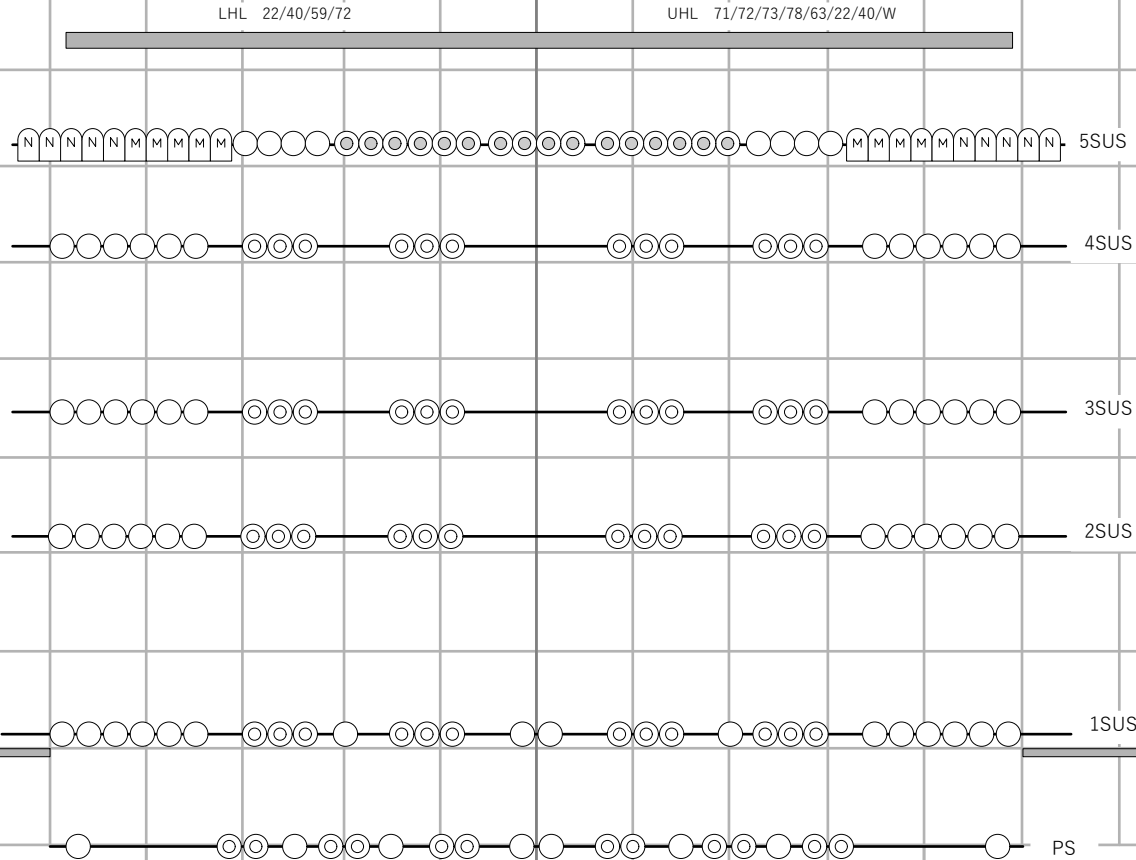 LHL 22/40/59/72 UHL 71/72/73/78/63/22/40/W
N N N N N M M M M M M M M M M N N N N N 5SUS
4SUS
3SUS
2SUS
1SUS
PS